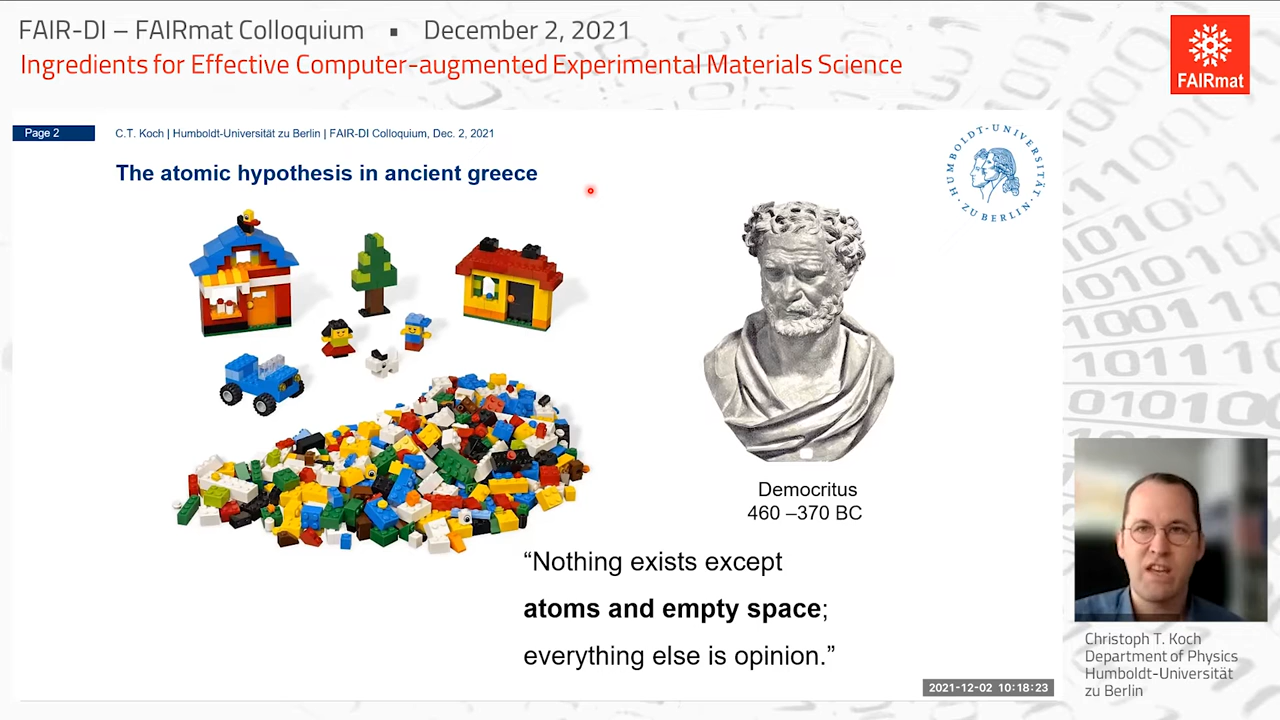 FAIR-DI – FAIRmat Colloquium ▪ December 2, 2021
Ingredients for Effective Computer-augmented Experimental Materials Science
FAIRmat
Page 2
C.T. Koch | Humboldt-Universität zu Berlin | FAIR-DI Colloquium, Dec. 2, 2021
HUMBOLDT-UNIVERSITÄT
ZU BERLIN
The atomic hypothesis in ancient greece
Democritus
460 –370 BC
“Nothing exists except
atoms and empty space;
everything else is opinion.”
2021-12-02 10:18:23
Christoph T. Koch
Department of Physics
Humboldt-Universität
zu Berlin